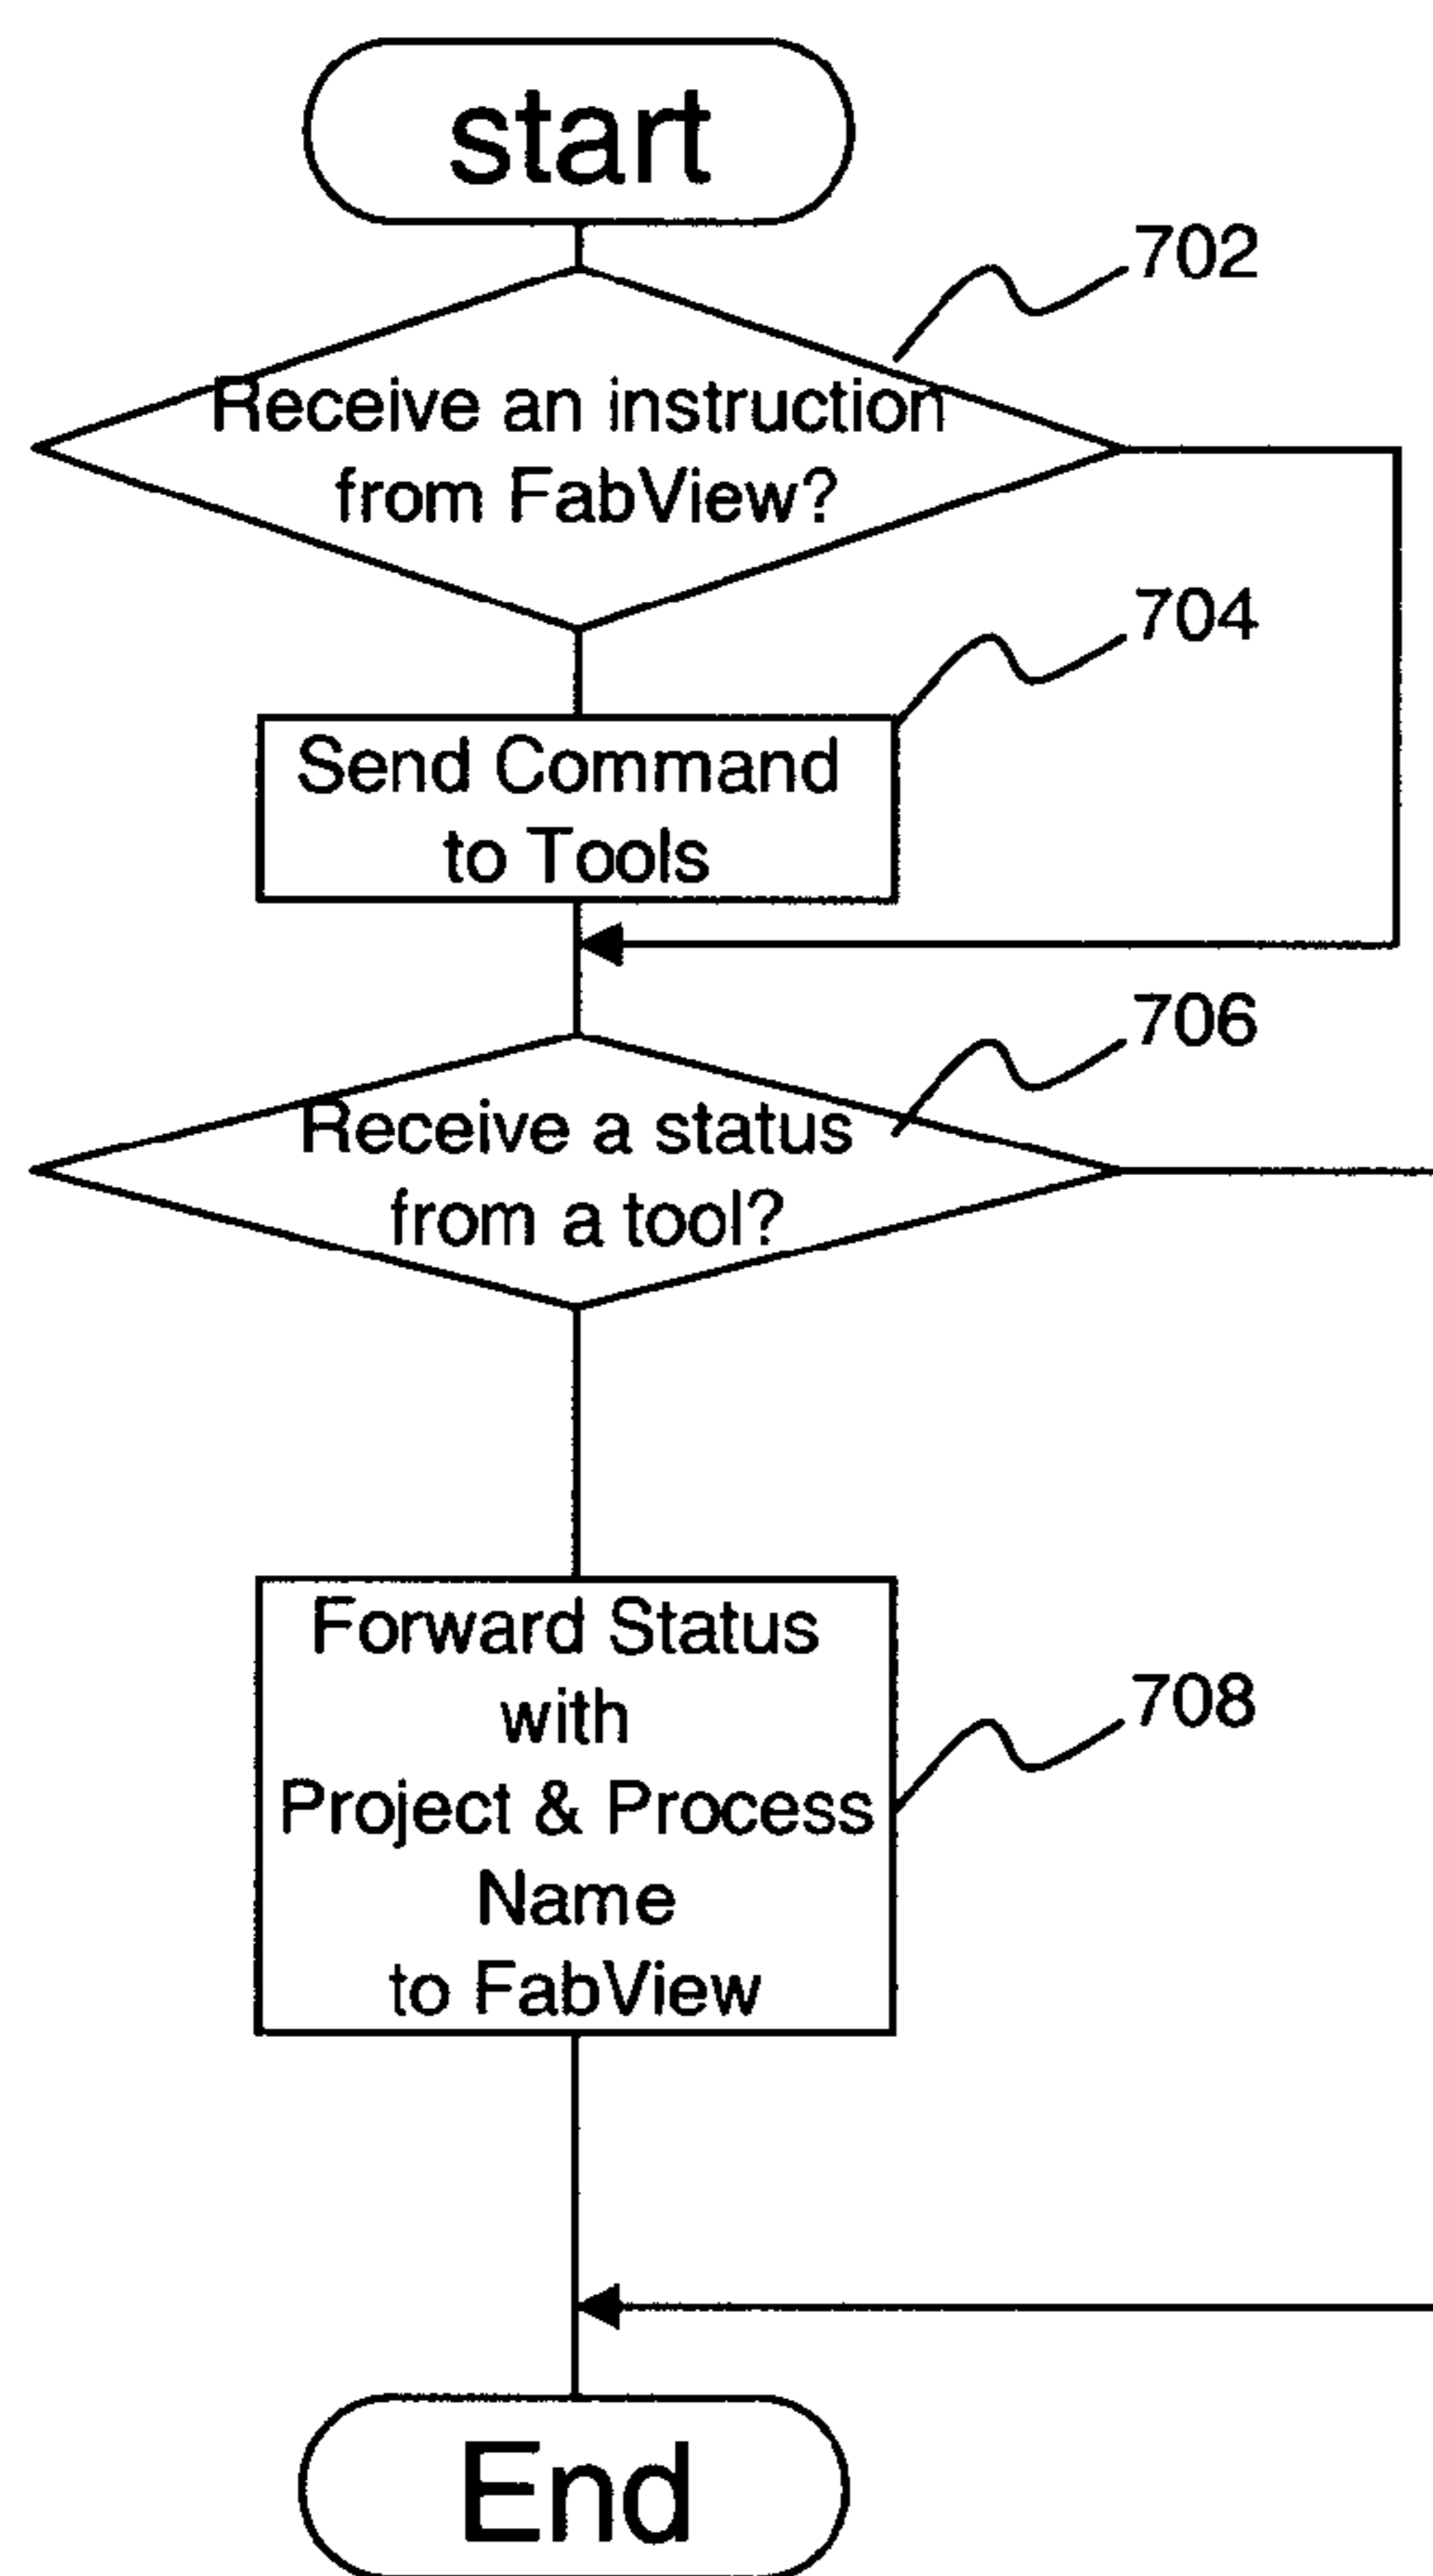 start
702
Receive an instruction
from FabView?
704
Send Command
to Tools
706
Receive a status
from a tool?
Forward Status
with
708
Project & Process
Name
to FabView
End